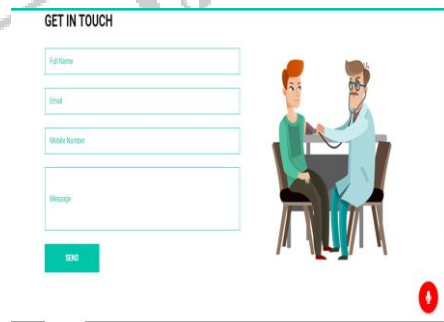 GET IN TOUCH
Full Name
Email
Mobile Number
Message
SEND